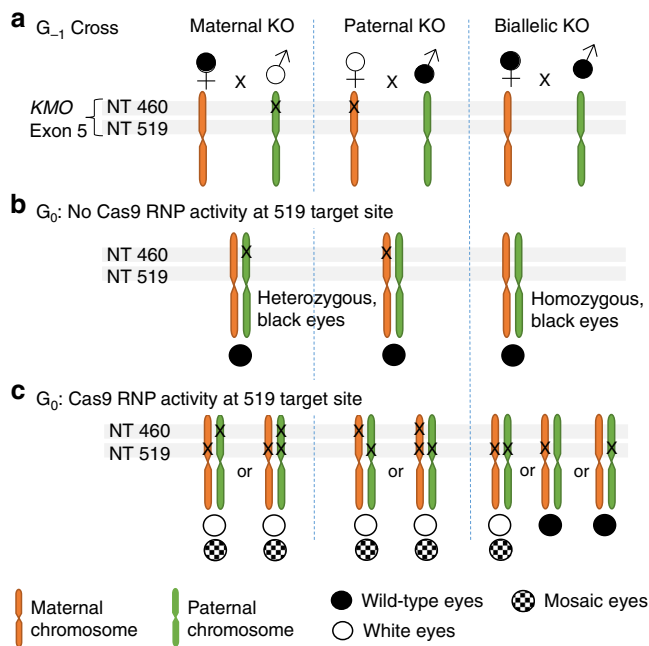 a G₋₁ Cross Maternal KO Paternal KO Biallelic KO
X X X
KMO
Exon 5
NT 460 X X
NT 519
b G₀: No Cas9 RNP activity at 519 target site
NT 460 X X
NT 519
Heterozygous,
black eyes
Homozygous,
black eyes
c G₀: Cas9 RNP activity at 519 target site
NT 460 X X X X
NT 519 X X X X X X X X X X X
or or or or
Maternal
chromosome
Paternal
chromosome
Wild-type eyes
White eyes
Mosaic eyes